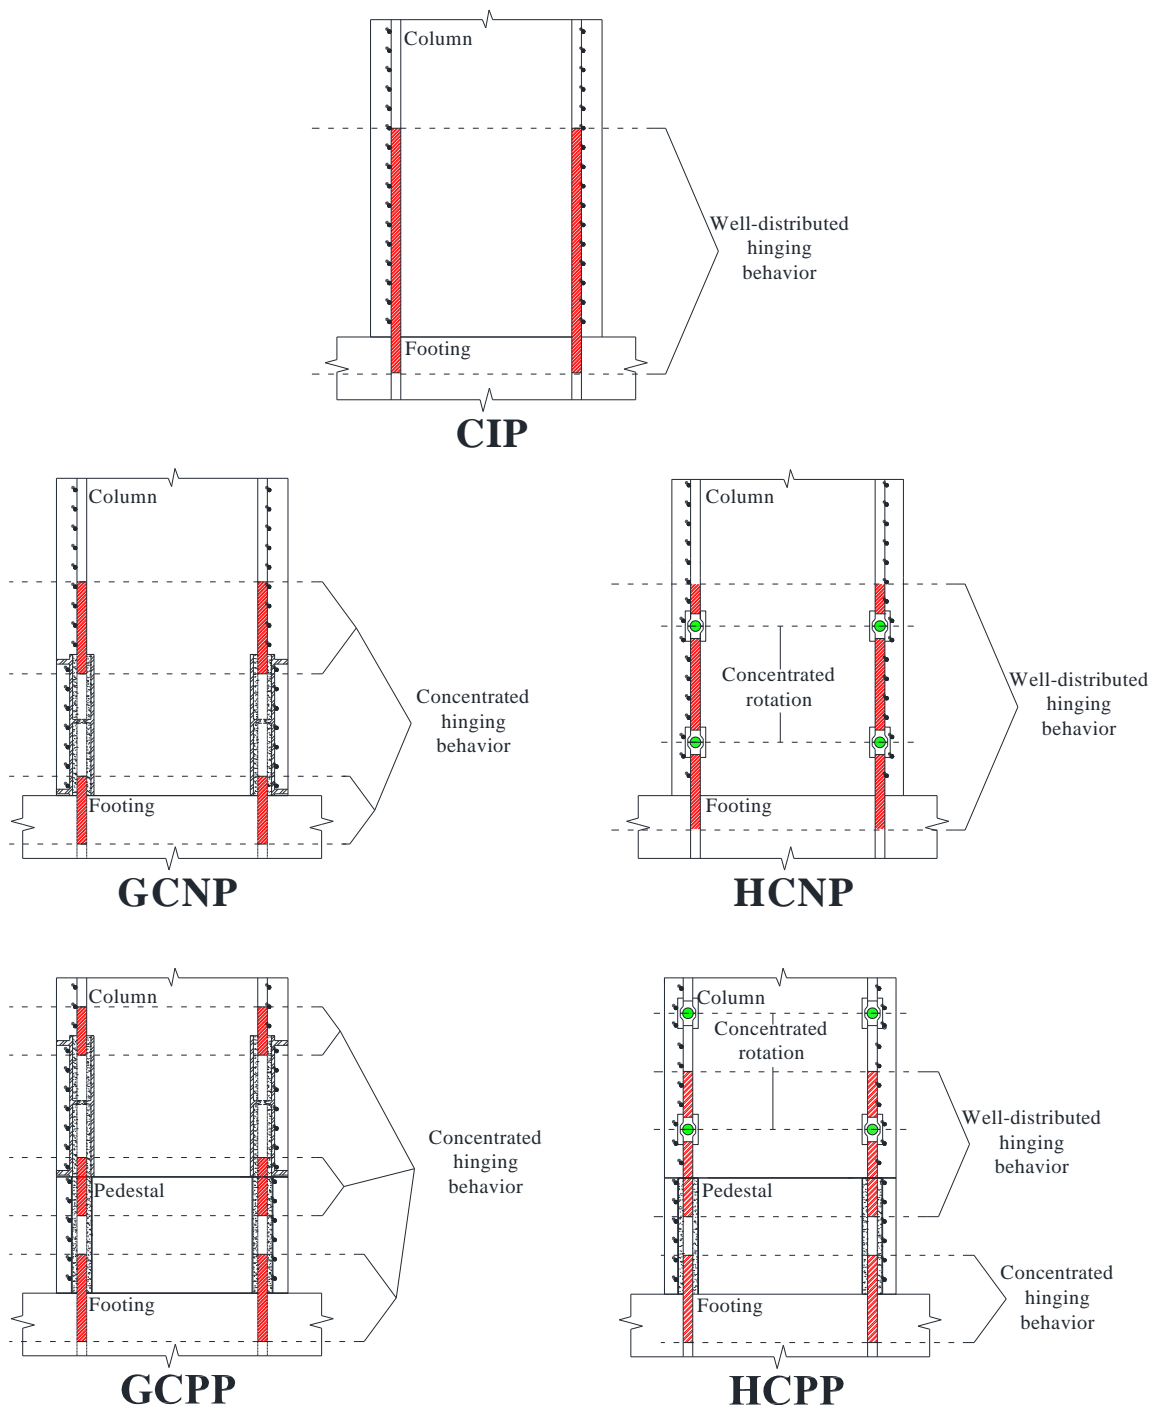 Column
Well-distributed
hinging
behavior
Footing
CIP
Column
Concentrated
hinging
behavior
Footing
GCNP
Column
Concentrated
rotation
Well-distributed
hinging
behavior
Footing
HCNP
Column
Concentrated
hinging
behavior
Pedestal
Footing
GCPP
Column
Concentrated
rotation
Well-distributed
hinging
behavior
Pedestal
Concentrated
hinging
behavior
Footing
HCPP